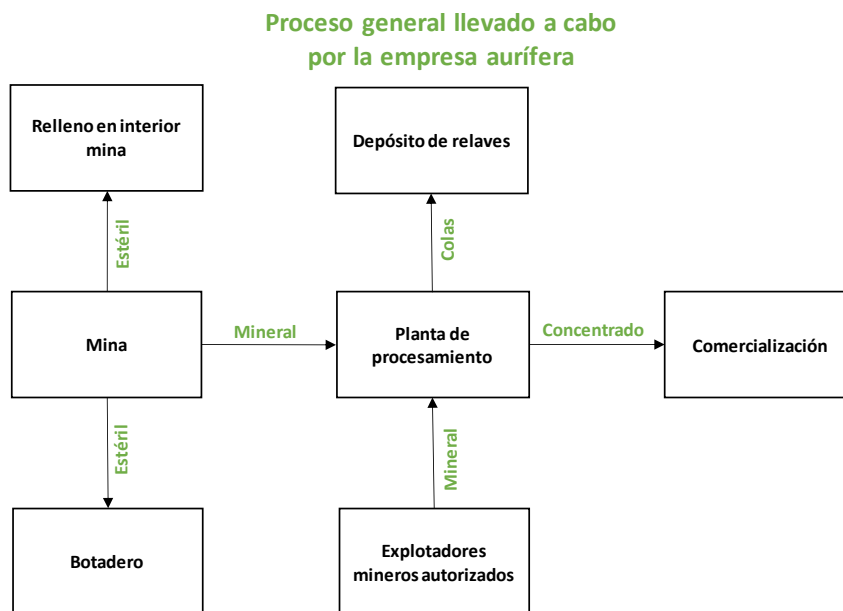 Proceso general llevado a cabo
por la empresa aurífera
Relleno en interior
mina
Depósito de relaves
Estéril
Colas
Mina
Mineral
Planta de
procesamiento
Concentrado
Comercialización
Estéril
Mineral
Botadero
Explotadores
mineros autorizados